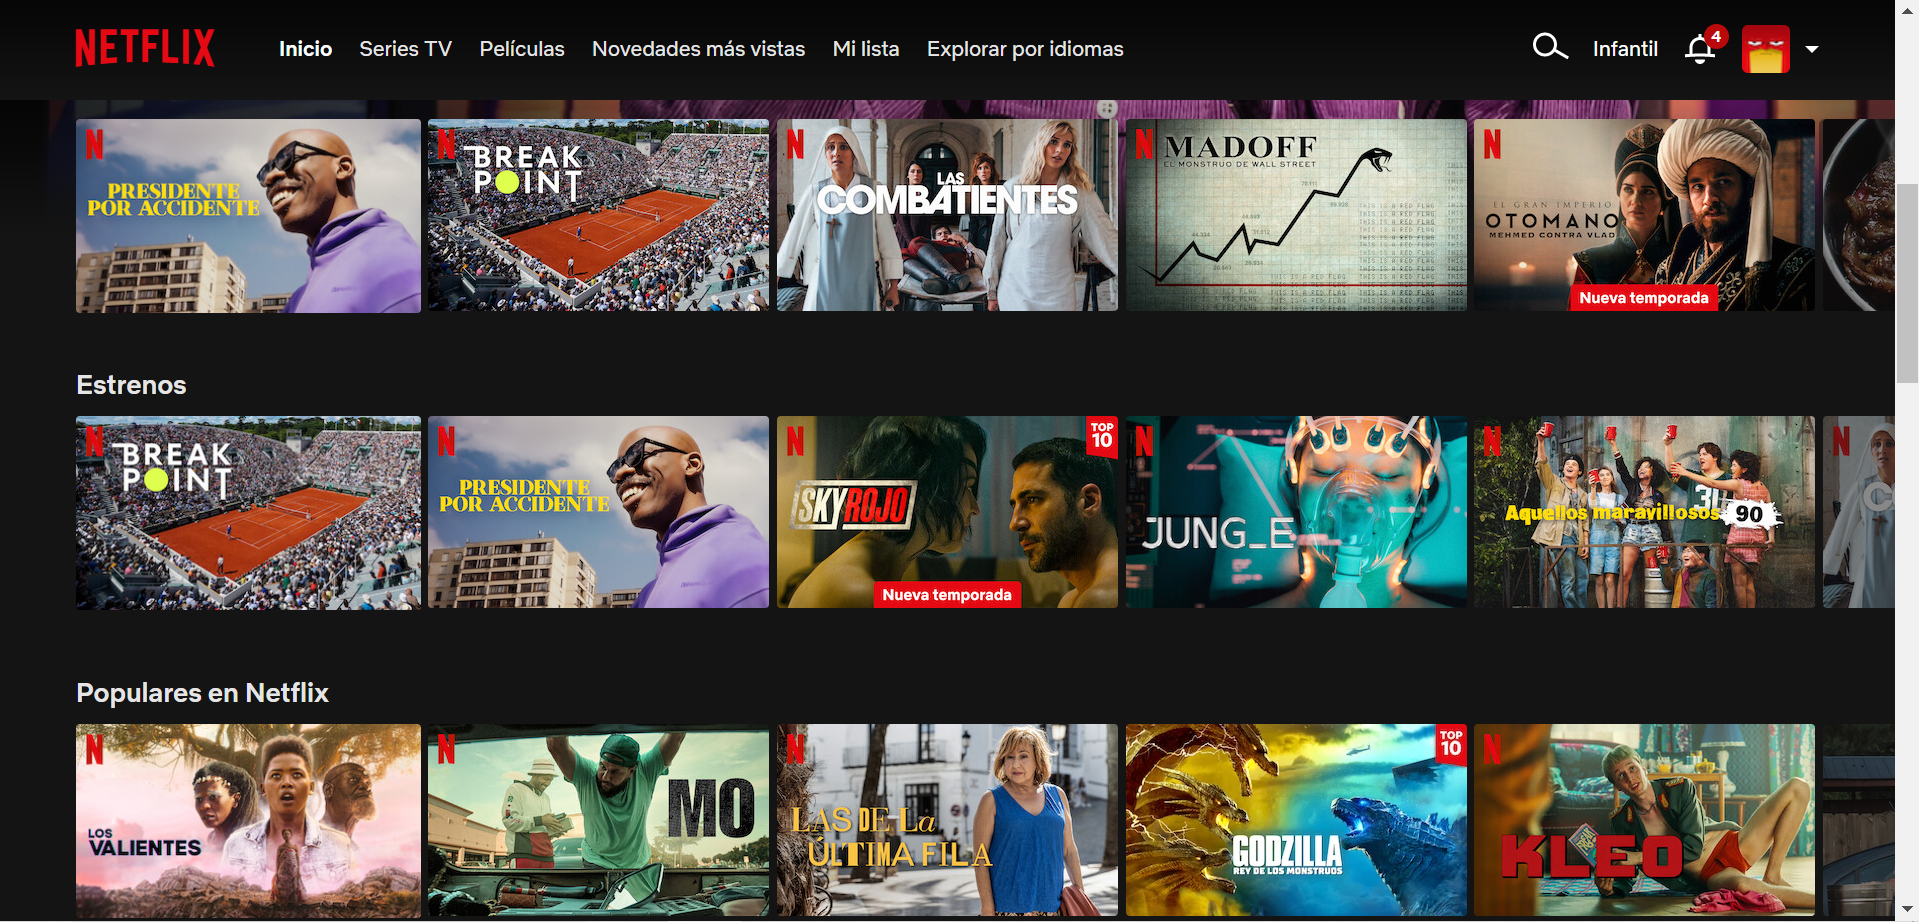 NETFLIX
Inicio
Series TV
Películas
Novedades más vistas
Mi lista
Explorar por idiomas
Infantil
4
N
PRESIDENTE
POR ACCIDENTE
N
BREAK
POINT
N
LAS
COMBATIENTES
N
MADOFF
EL MONSTRUO DE WALL STREET
N
EL GRAN IMPERIO
OTOMANO
MEHMED CONTRA VLAD
Nueva temporada
Estrenos
N
BREAK
POINT
N
PRESIDENTE
POR ACCIDENTE
N
SKYROJO
TOP
10
Nueva temporada
N
JUNG_E
N
Aquellos maravillosos 90
N
C
Populares en Netflix
N
LOS
VALIENTES
N
MO
N
LAS DE La
ÚLTIMA FILA
TOP
10
GODZILLA
REY DE LOS MONSTRUOS
N
KLEO